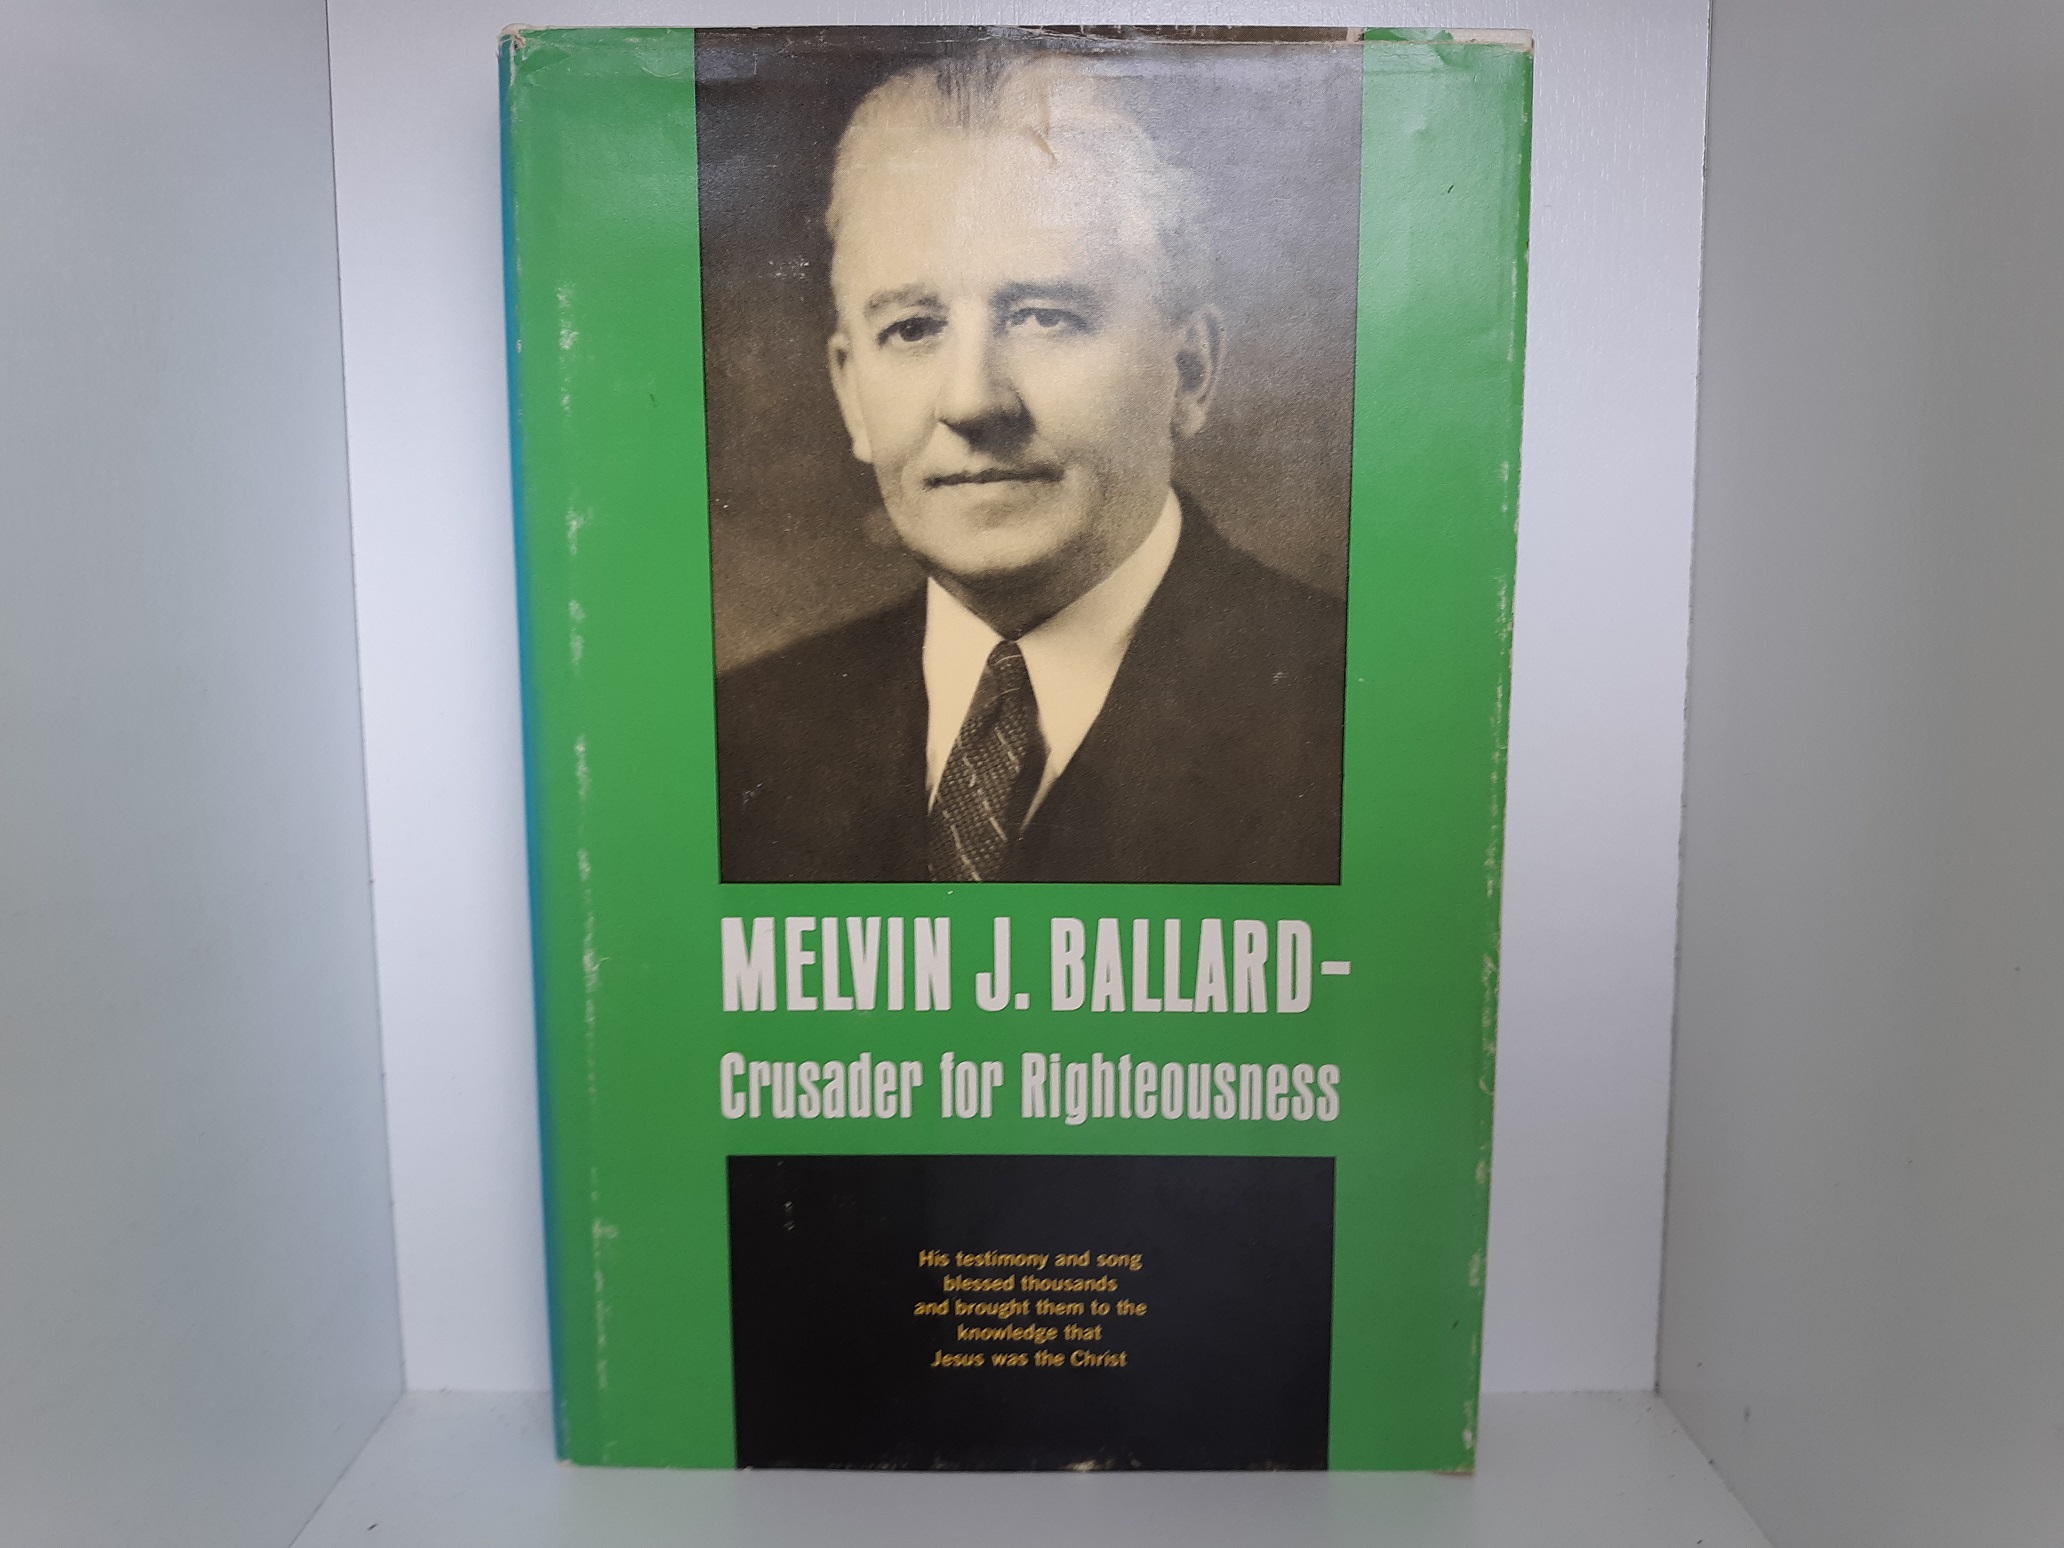 MELVIN J. BALLARD–
Crusader for Righteousness
His testimony and song
blessed thousands
and brought them to the
knowledge that
Jesus was the Christ